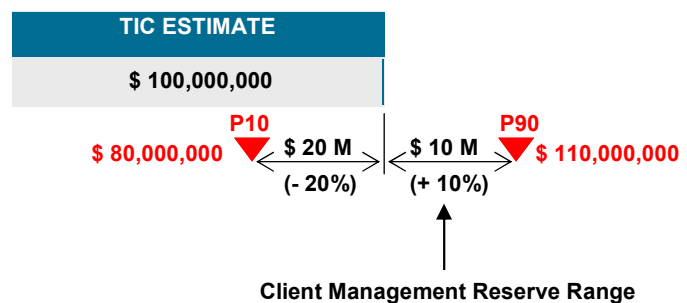 TIC ESTIMATE
$ 100,000,000
P10 P90
$ 80,000,000 $ 20 M $ 10 M $ 110,000,000
(- 20%) (+ 10%)
Client Management Reserve Range